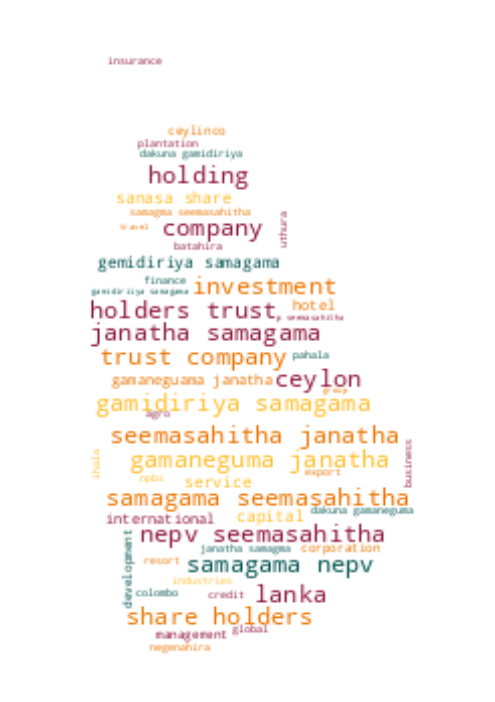 insurance
ceylinco
plantation
dakuna gamidiriya
holding
sanasa share
samagma seemasahitha
travel
company
uthura
batahira
gemidiriya samagama
finance
investment
gamidiriiya samagama
holders trust,
hotel
p seemasahitha
janatha samagama
trust company
pahala
gamaneguama janatha
ceylon
group
gamidiriya samagama
agro
seemasahitha janatha
gamaneguma janatha
business
ihala
npbs
service
export
samagama seemasahitha
dakuna gamaneguma
international
capital
nepv seemasahitha
development
janatha samagma
corporation
resort
samagama nepv
industries
colombo
credit
lanka
share holders
management
global
negenahira